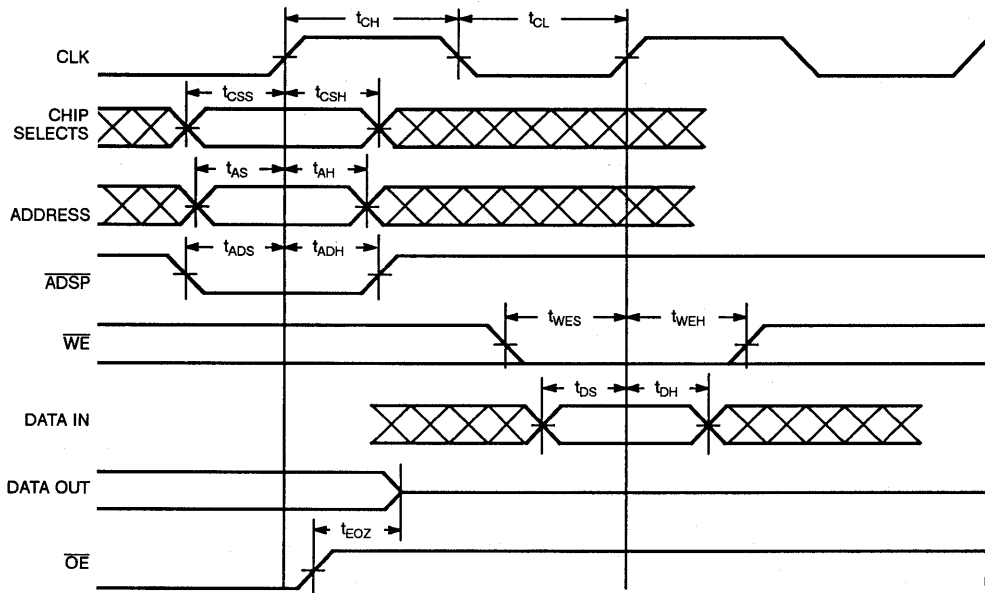 tCH tCL
CLK
tCSS tCSH
CHIP
SELECTS
tAS tAH
ADDRESS
tADS tADH
ADSP
tWES tWEH
WE
tDS tDH
DATA IN
DATA OUT
tEOZ
OE